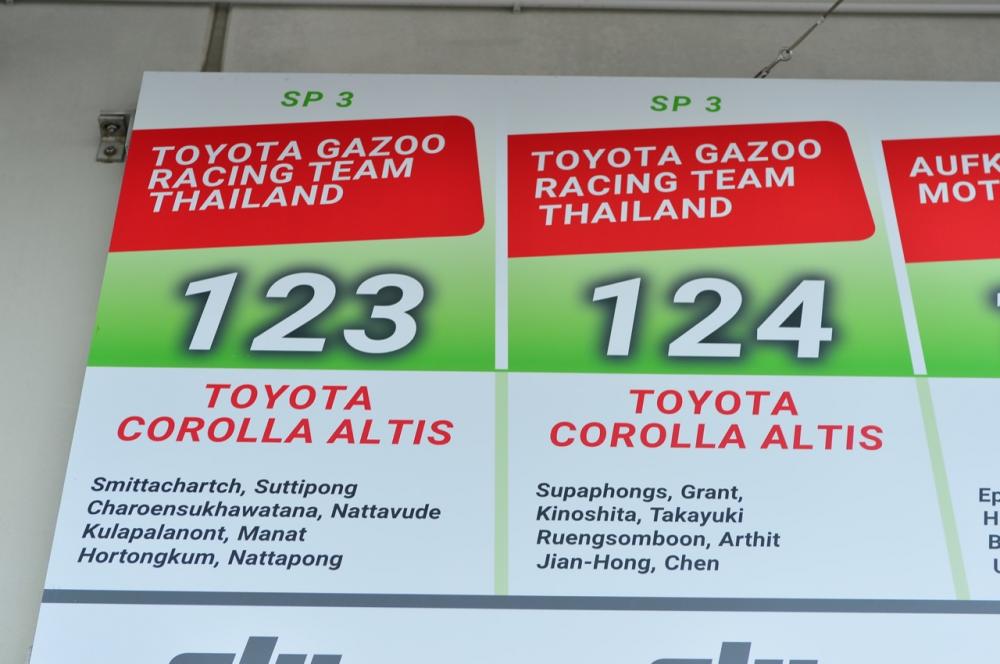 SP 3
TOYOTA GAZOO
RACING TEAM
THAILAND
123
TOYOTA
COROLLA ALTIS
Smittachartch, Suttipong
Charoensukhawatana, Nattavude
Kulapalanont, Manat
Hortongkum, Nattapong
SP 3
TOYOTA GAZOO
RACING TEAM
THAILAND
124
TOYOTA
COROLLA ALTIS
Supaphongs, Grant,
Kinoshita, Takayuki
Ruengsomboon, Arthit
Jian-Hong, Chen